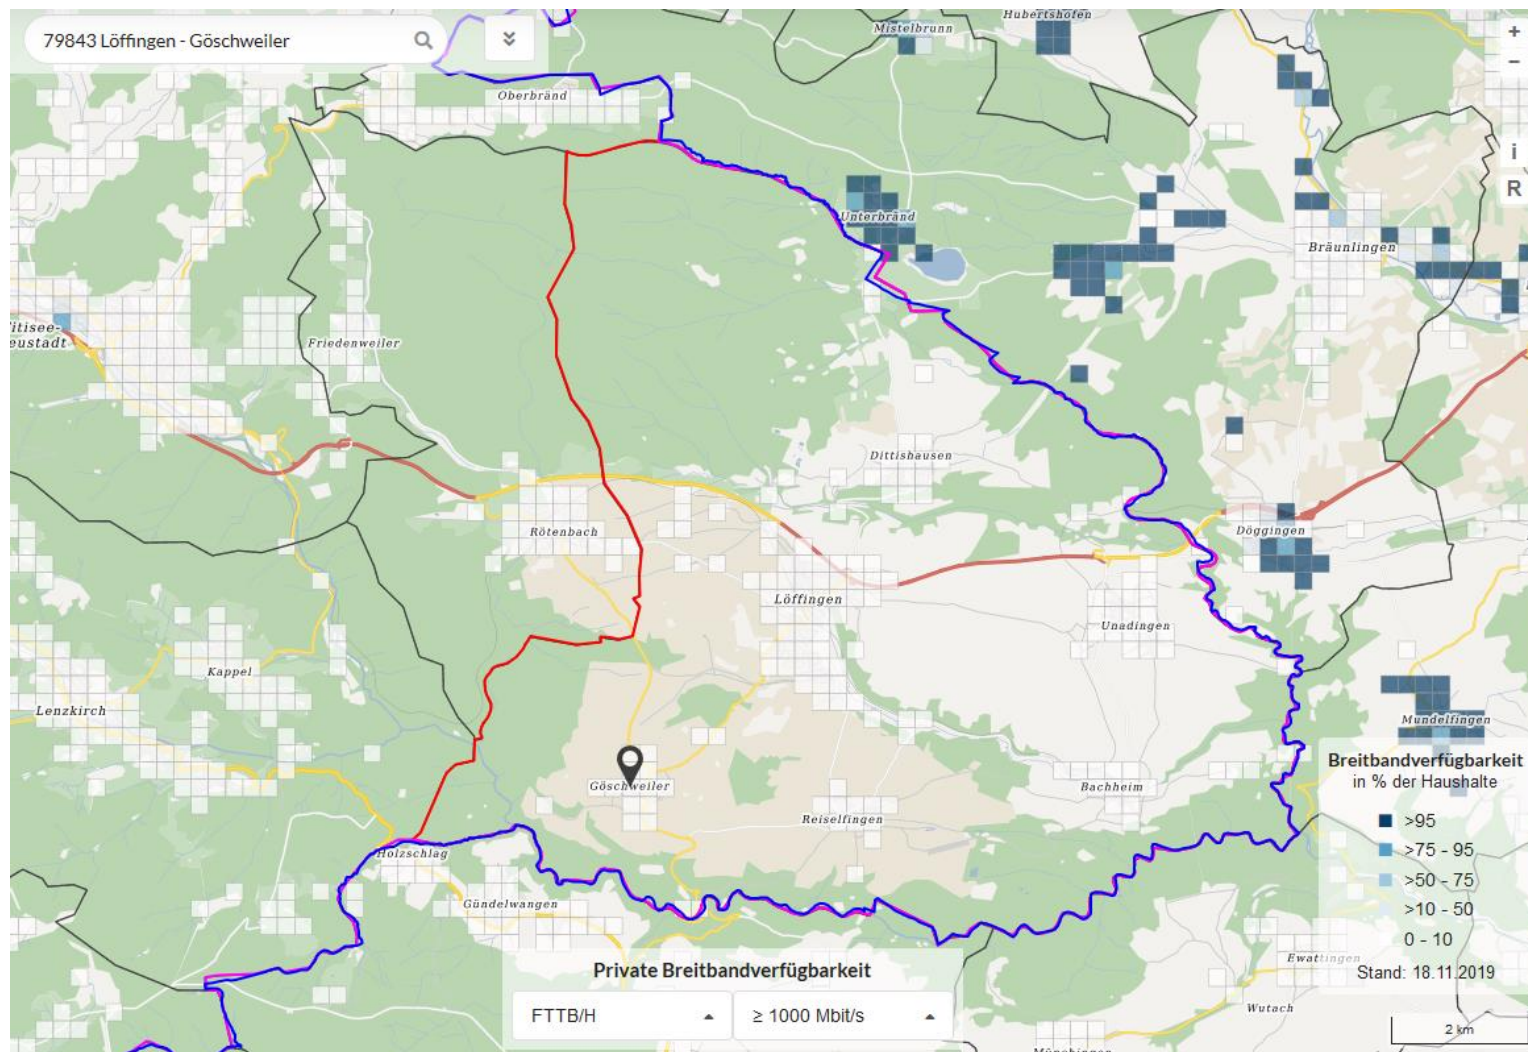 79843 Löffingen - Göschweiler
Hubertshofen
Mistelbrunn
+
−
Oberbränd
i
R
Unterbränd
Bräunlingen
itisee-
eustadt
Friedenweiler
Dittishausen
Rötenbach
Döggingen
Löffingen
Unadingen
Kappel
Lenzkirch
Mundelfingen
Göschweiler
Bachheim
Reiselfingen
Holzschlag
Gündelwangen
Breitbandverfügbarkeit
in % der Haushalte
>95
>75 - 95
>50 - 75
>10 - 50
0 - 10
Stand: 18.11.2019
Ewattingen
Wutach
Private Breitbandverfügbarkeit
FTTB/H
≥ 1000 Mbit/s
2 km